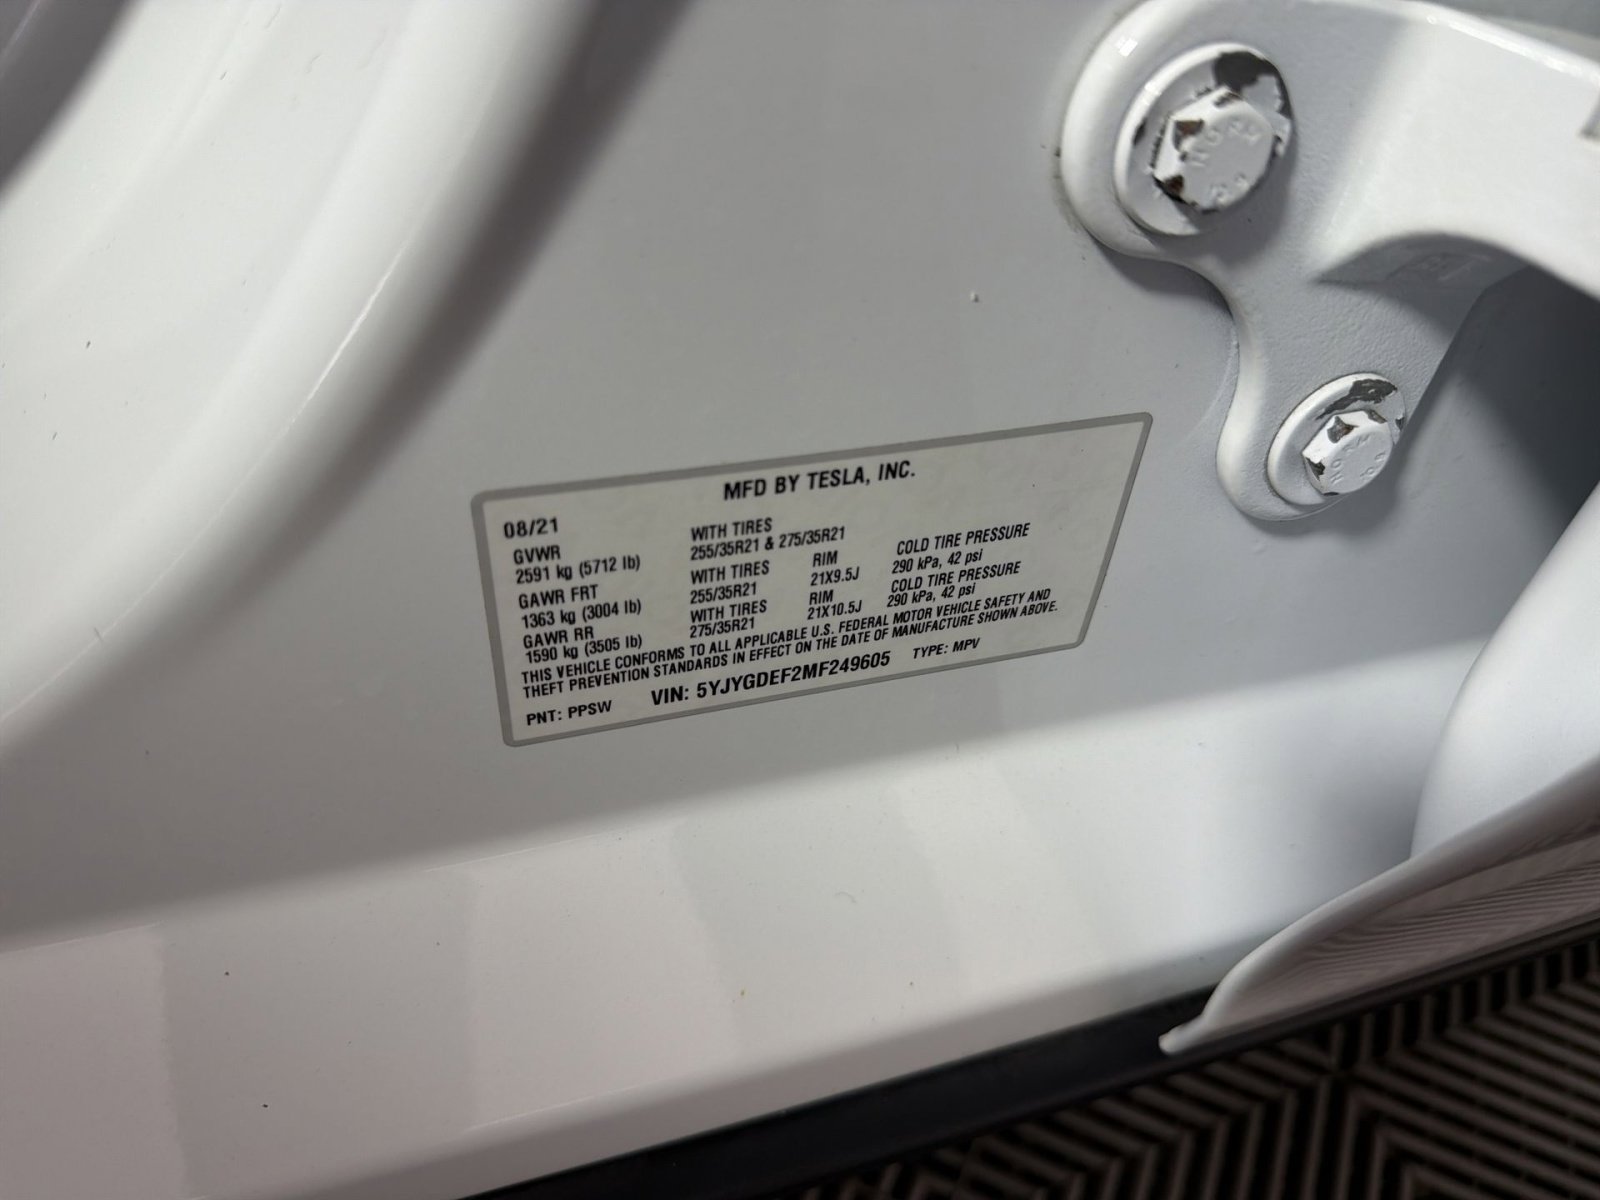 MFD BY TESLA, INC.
08/21
GVWR
2591 kg (5712 lb)
WITH TIRES
255/35R21 & 275/35R21
GAWR FRT
1363 kg (3004 lb)
WITH TIRES
255/35R21
RIM
21X9.5J
COLD TIRE PRESSURE
290 kPa, 42 psi
GAWR RR
1590 kg (3505 lb)
WITH TIRES
275/35R21
RIM
21X10.5J
COLD TIRE PRESSURE
290 kPa, 42 psi
THIS VEHICLE CONFORMS TO ALL APPLICABLE U.S. FEDERAL MOTOR VEHICLE SAFETY AND
THEFT PREVENTION STANDARDS IN EFFECT ON THE DATE OF MANUFACTURE SHOWN ABOVE.
PNT: PPSW
VIN: 5YJYGDEF2MF249605
TYPE: MPV